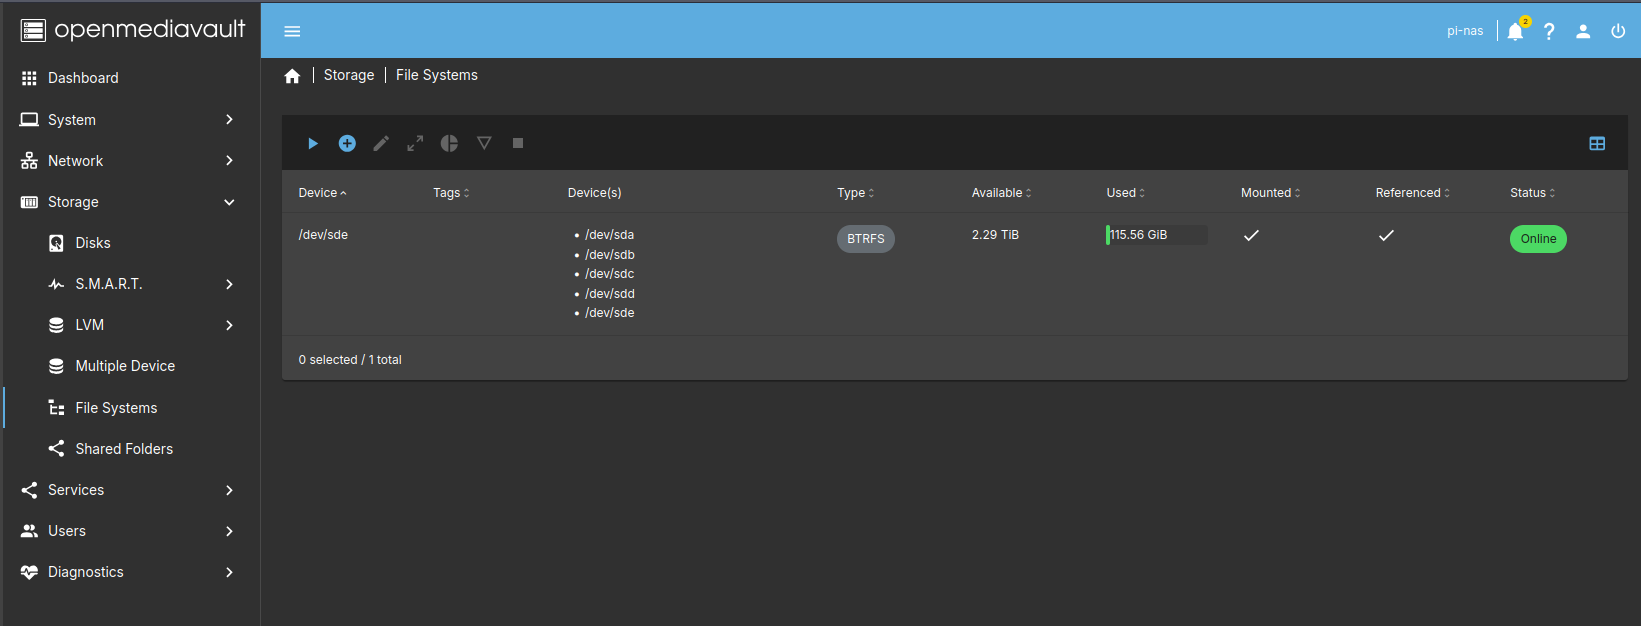 openmediavault
pi-nas
2
Dashboard
System
Network
Storage
Disks
S.M.A.R.T.
LVM
Multiple Device
File Systems
Shared Folders
Services
Users
Diagnostics
Storage | File Systems
Device Tags Device(s) Type Available Used Mounted Referenced Status
/dev/sde • /dev/sda BTRFS 2.29 TiB 115.56 GiB Online
• /dev/sdb
• /dev/sdc
• /dev/sdd
• /dev/sde
0 selected / 1 total